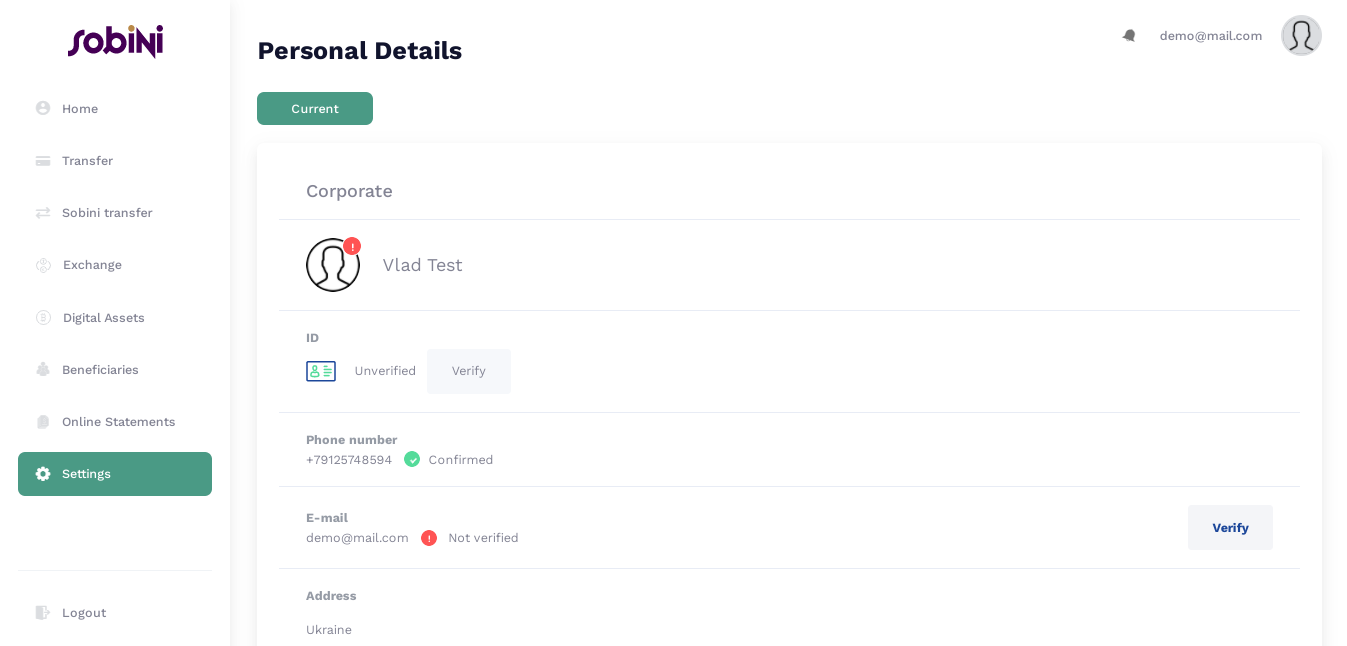 sobini
Home
Transfer
Sobini transfer
Exchange
Digital Assets
Beneficiaries
Online Statements
Settings
Logout
demo@mail.com
Personal Details
Current
Corporate
Vlad Test
ID
Unverified Verify
Phone number
+79125748594 Confirmed
E-mail
demo@mail.com ! Not verified
Verify
Address
Ukraine